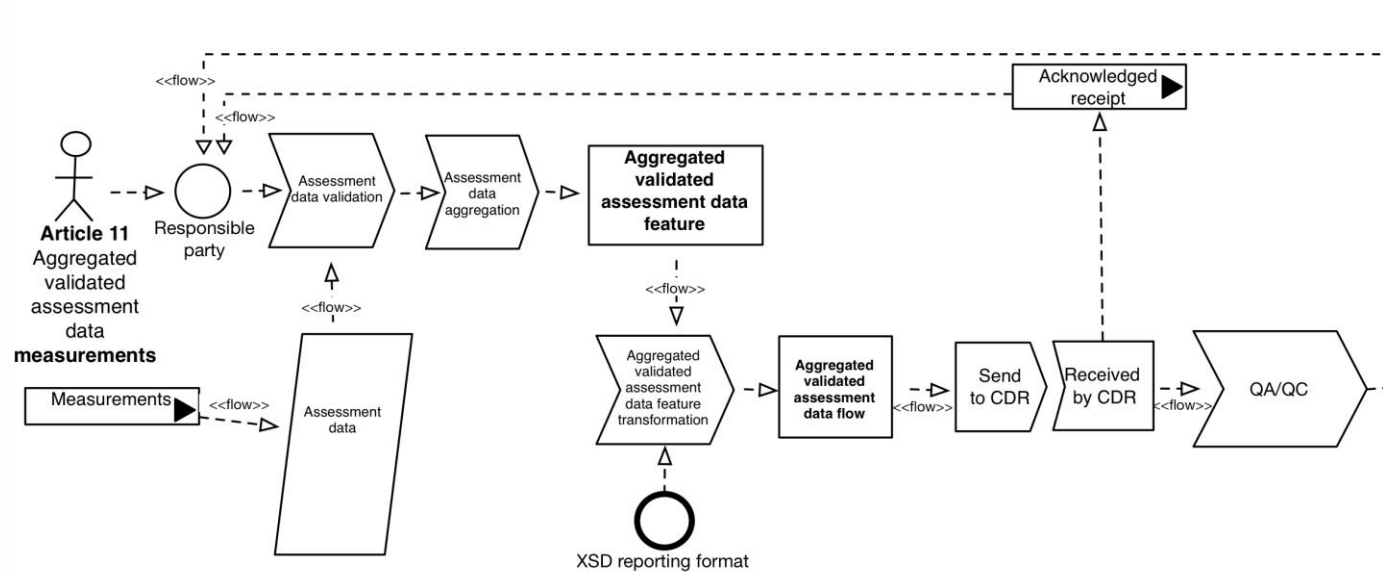 Acknowledged
receipt
<<flow>>
<<flow>>
Article 11
Aggregated
validated
assessment
data
measurements
Responsible
party
Assessment
data validation
Assessment
data
aggregation
Aggregated
validated
assessment data
feature
<<flow>>
<<flow>>
Measurements
<<flow>>
Assessment
data
Aggregated
validated
assessment
data feature
transformation
Aggregated
validated
assessment
data flow
<<flow>>
Send
to CDR
Received
by CDR
<<flow>>
QA/QC
XSD reporting format